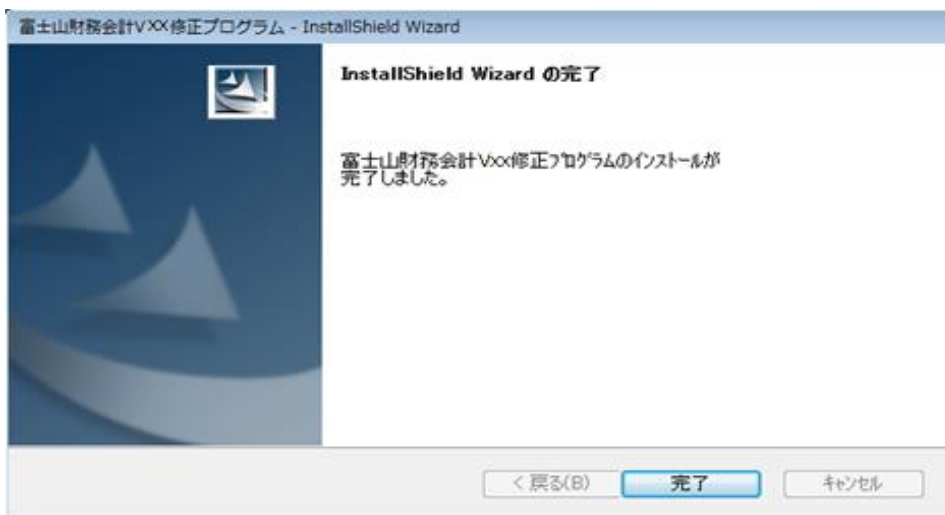 富士山財務会計VXX修正プログラム - InstallShield Wizard
InstallShield Wizard の完了
富士山財務会計Vxx修正ﾌﾟﾛｸﾞﾗﾑのｲﾝｽﾄｰﾙが
完了しました。
< 戻る(B)
完了
ｷｬﾝｾﾙ